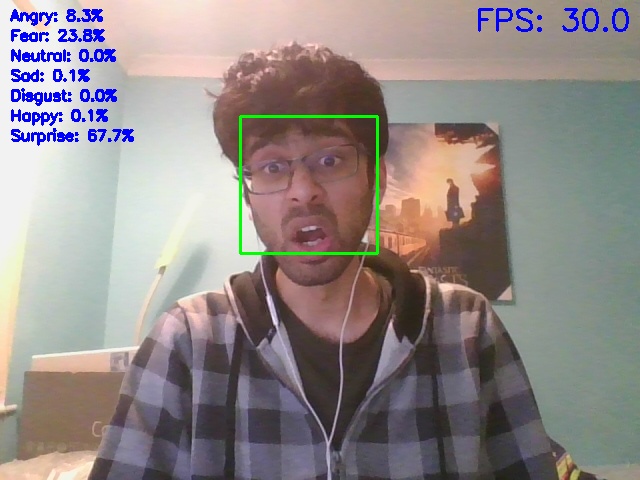 Angry: 8.3%
Fear: 23.8%
Neutral: 0.0%
Sad: 0.1%
Disgust: 0.0%
Happy: 0.1%
Surprise: 67.7%
FPS: 30.0
FANTASTIC